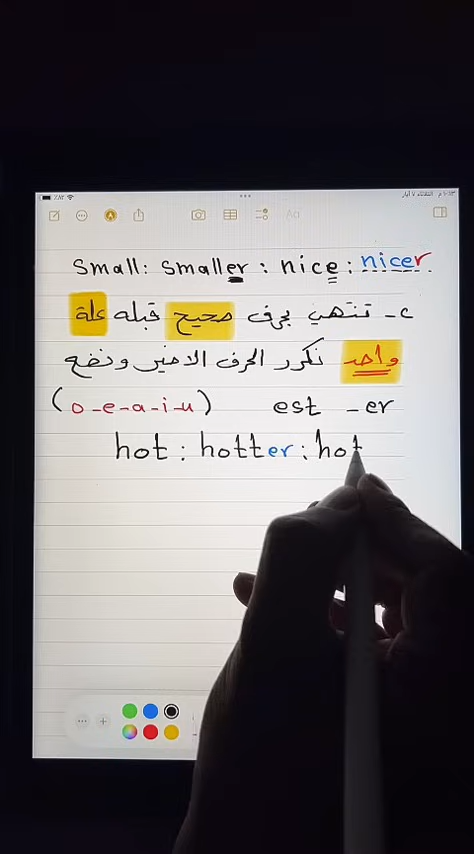 Small: Smaller : nice : nicer
c - تنتهي بحرف صحيح قبله علة
واحد نكرر الحرف الاخير ونضع
er - est (o-e-a-i-u)
hot : hotter : hot